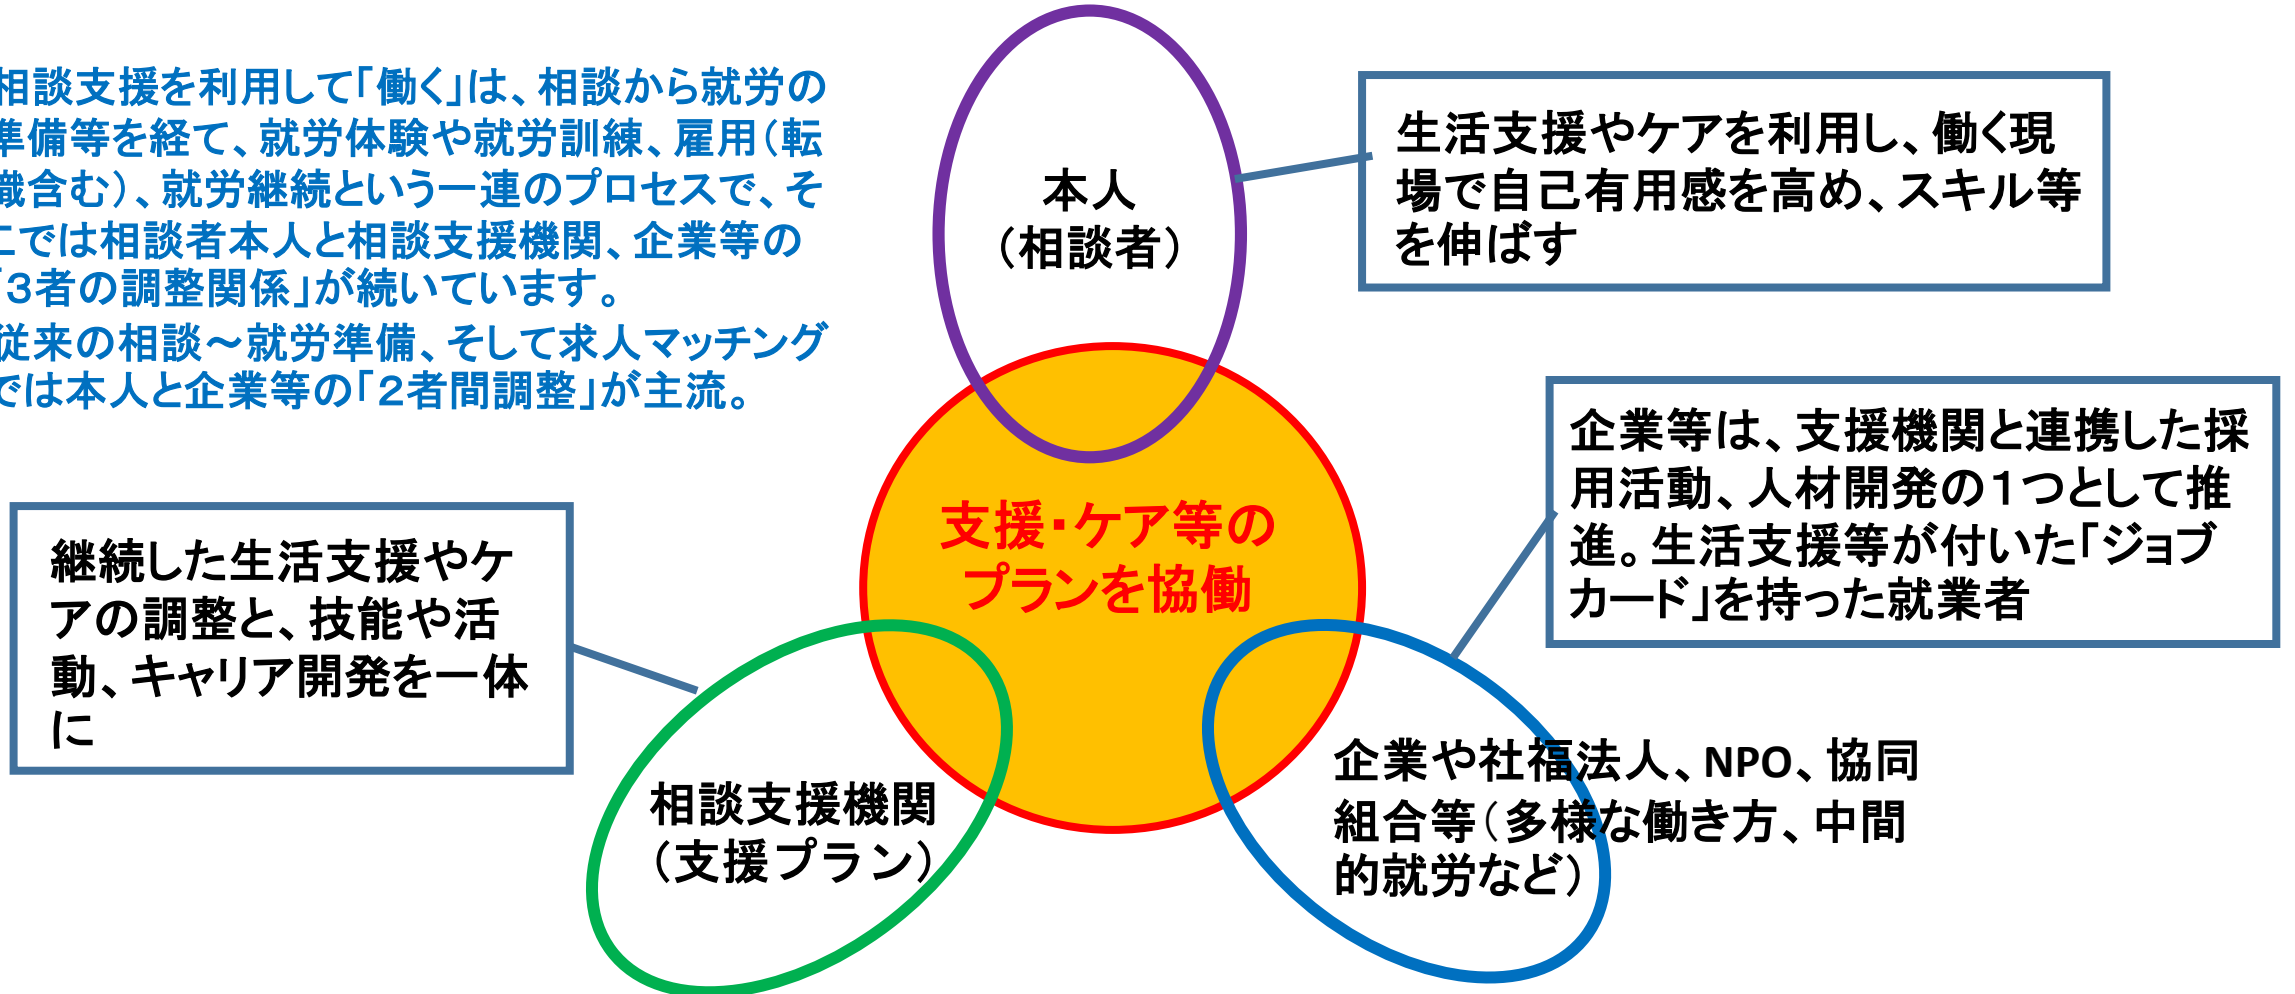 相談支援を利用して「働く」は、相談から就労の
準備等を経て、就労体験や就労訓練、雇用（転
職含む）、就労継続という一連のプロセスで、そ
こでは相談者本人と相談支援機関、企業等の
「３者の調整関係」が続いています。
従来の相談～就労準備、そして求人マッチング
では本人と企業等の「２者間調整」が主流。
本人
（相談者）
生活支援やケアを利用し、働く現
場で自己有用感を高め、スキル等
を伸ばす
企業等は、支援機関と連携した採
用活動、人材開発の１つとして推
進。生活支援等が付いた「ジョブ
カード」を持った就業者
支援・ケア等の
プランを協働
継続した生活支援やケ
アの調整と、技能や活
動、キャリア開発を一体
に
相談支援機関
（支援プラン）
企業や社福法人、NPO、協同
組合等（多様な働き方、中間
的就労など）